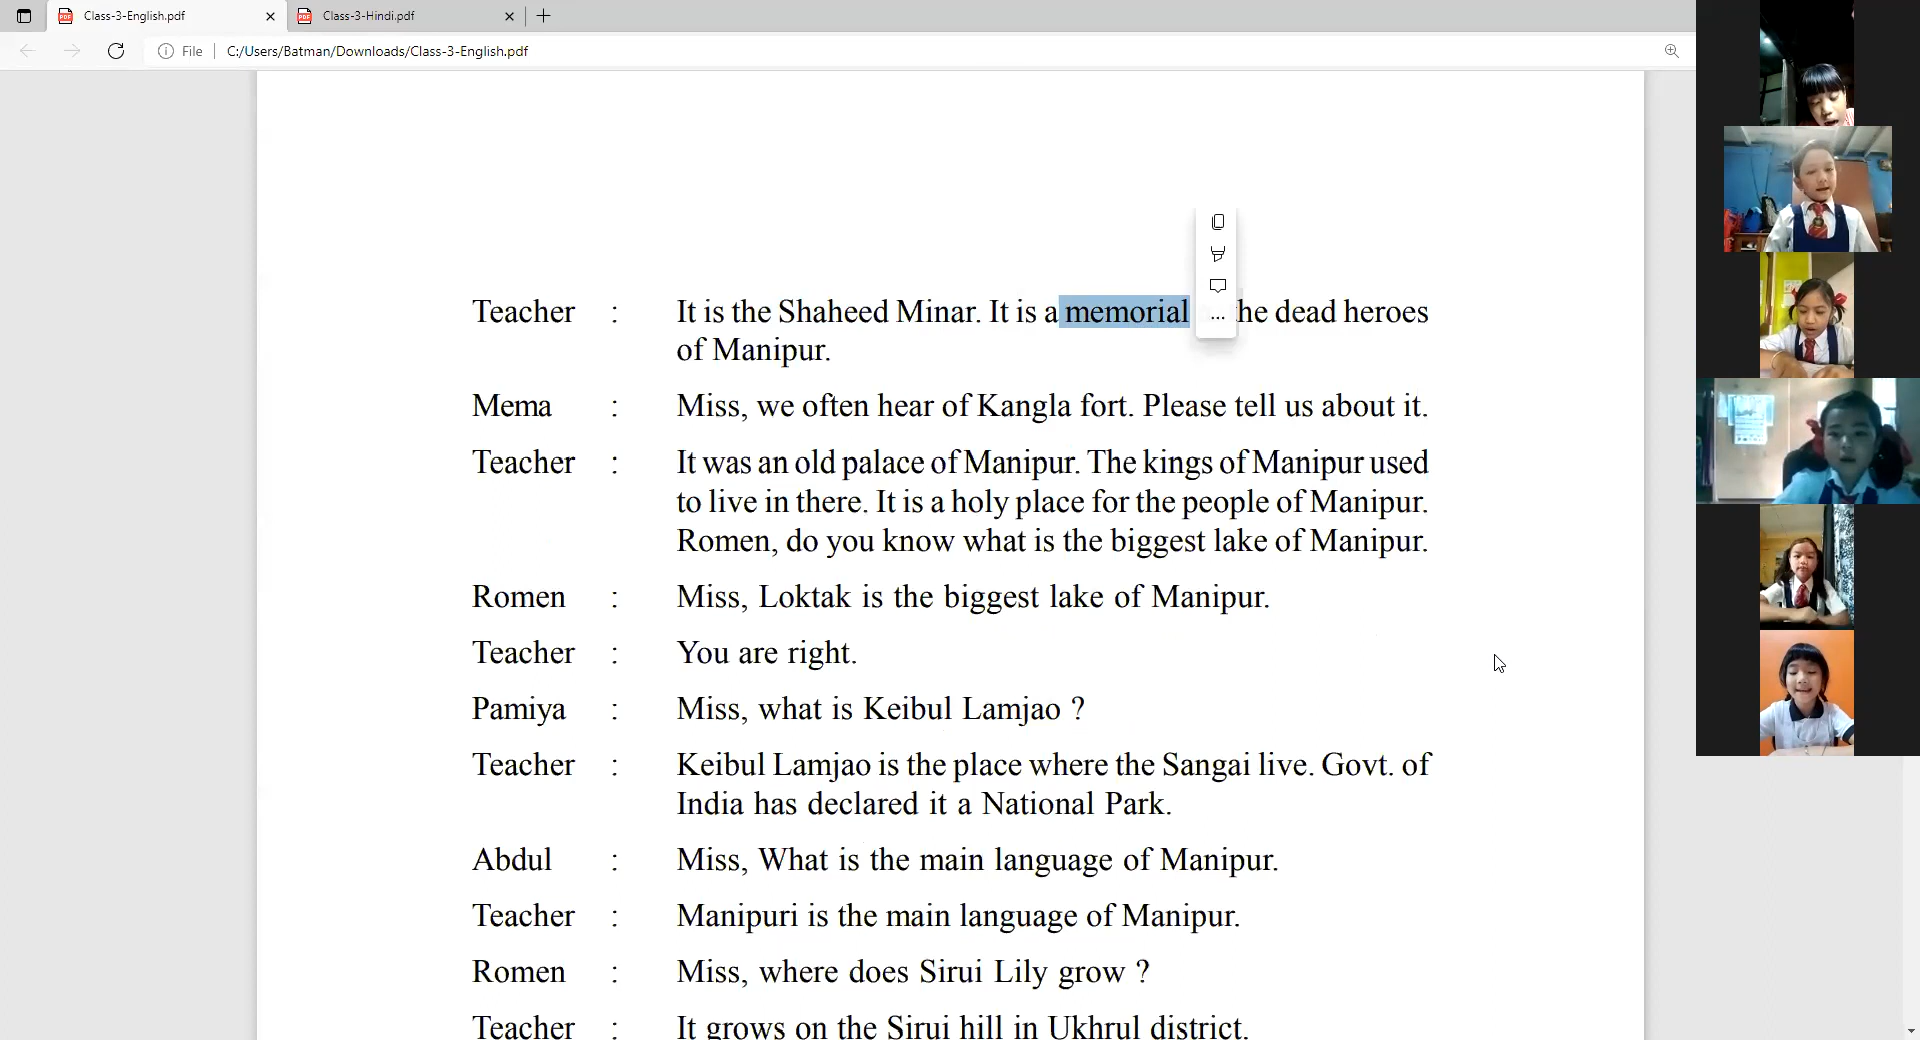 Class-3-English.pdf
Class-3-Hindi.pdf
File C:/Users/Batman/Downloads/Class-3-English.pdf
Teacher : It is the Shaheed Minar. It is a memorial the dead heroes
of Manipur.
Mema : Miss, we often hear of Kangla fort. Please tell us about it.
Teacher : It was an old palace of Manipur. The kings of Manipur used
to live in there. It is a holy place for the people of Manipur.
Romen, do you know what is the biggest lake of Manipur.
Romen : Miss, Loktak is the biggest lake of Manipur.
Teacher : You are right.
Pamiya : Miss, what is Keibul Lamjao ?
Teacher : Keibul Lamjao is the place where the Sangai live. Govt. of
India has declared it a National Park.
Abdul : Miss, What is the main language of Manipur.
Teacher : Manipuri is the main language of Manipur.
Romen : Miss, where does Sirui Lily grow ?
Teacher : It grows on the Sirui hill in Ukhrul district.